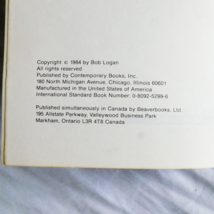 Copyright © 1984 by Bob Logan
All rights reserved
Published by Contemporary Books, Inc.
180 North Michigan Avenue, Chicago, Illinois 60601
Manufactured in the United States of America
International Standard Book Number: 0-8092-5299-6
Published simultaneously in Canada by Beaverbooks, Ltd.
195 Allstate Parkway, Valleywood Business Park
Markham, Ontario L3R 4T8 Canada